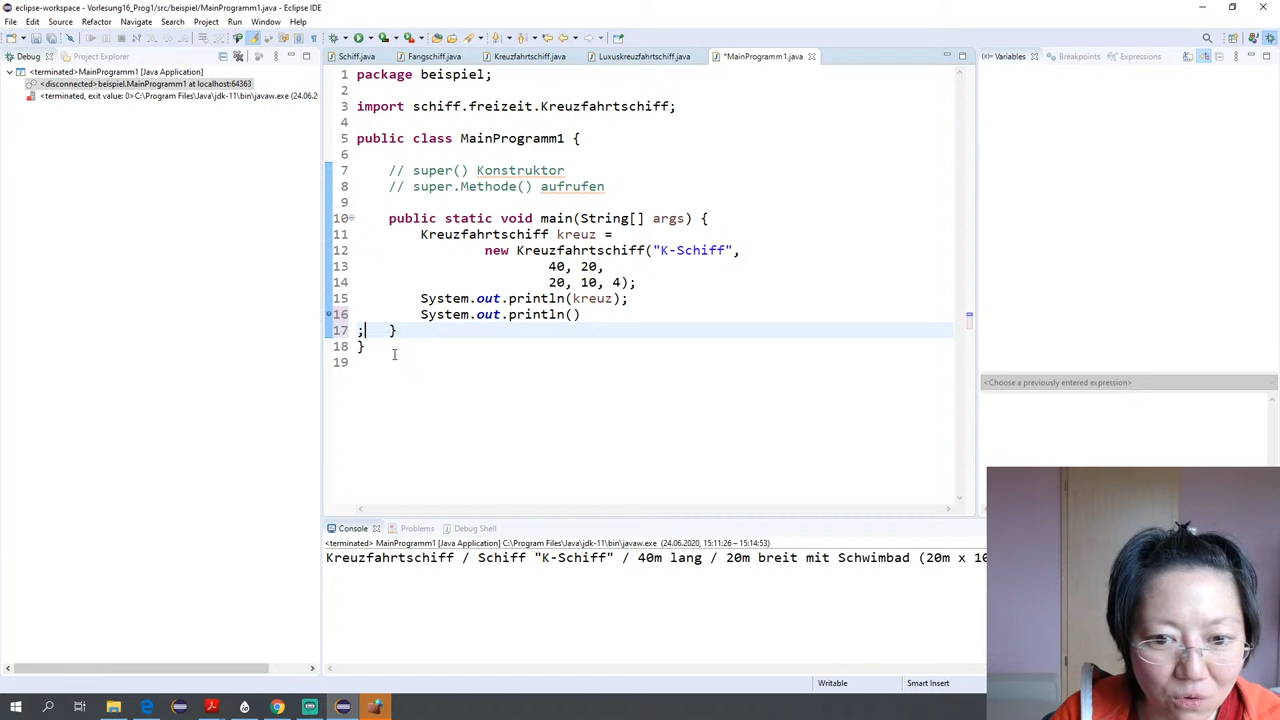 eclipse-workspace - Vorlesung16_Prog1/src/beispiel/MainProgramm1.java - Eclipse IDE
File Edit Source Refactor Navigate Search Project Run Window Help
Debug Project Explorer
<terminated>MainProgramm1 [Java Application]
<disconnected>beispiel.MainProgramm1 at localhost:64363
<terminated, exit value: 0>C:\Program Files\Java\jdk-11\bin\javaw.exe (24.06.
Schiff.java Fangschiff.java Kreuzfahrtschiff.java Luxuskreuzfahrtschiff.java *MainProgramm1.java
1 package beispiel;
2
3 import schiff.freizeit.Kreuzfahrtschiff;
4
5 public class MainProgramm1 {
6
7 // super() Konstruktor
8 // super.Methode() aufrufen
9
10 public static void main(String[] args) {
11 Kreuzfahrtschiff kreuz =
12 new Kreuzfahrtschiff("K-Schiff",
13 40, 20,
14 20, 10, 4);
15 System.out.println(kreuz);
16 System.out.println()
17 ; }
18 }
19
Variables Breakpoints Expressions
<Choose a previously entered expression>
Console Problems Debug Shell
<terminated> MainProgramm1 [Java Application] C:\Program Files\Java\jdk-11\bin\javaw.exe (24.06.2020, 15:11:26 – 15:14:53)
Kreuzfahrtschiff / Schiff "K-Schiff" / 40m lang / 20m breit mit Schwimbad (20m x 10
Writable Smart Insert